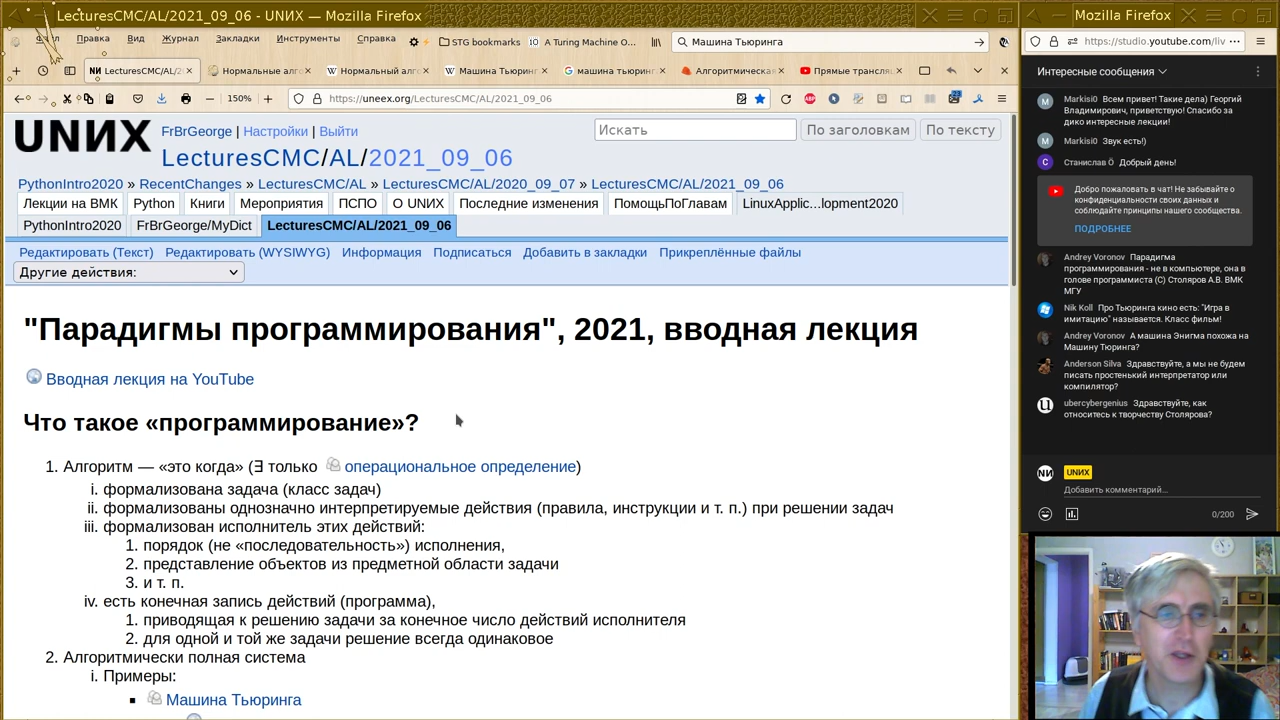 LecturesCMC/AL/2021_09_06 - UNИX — Mozilla Firefox
Правка Вид Журнал Закладки Инструменты Справка
STG bookmarks
A Turing Machine O...
Машина Тьюринга
LecturesCMC/AL/2
Нормальные алг
Нормальный алг
Машина Тьюрин
машина тьюринг
Алгоритмическа
Прямые трансля
150%
https://uneex.org/LecturesCMC/AL/2021_09_06
UNИX
FrBrGeorge | Настройки | Выйти
Искать
По заголовкам
По тексту
LecturesCMC/AL/2021_09_06
PythonIntro2020 » RecentChanges » LecturesCMC/AL » LecturesCMC/AL/2020_09_07 » LecturesCMC/AL/2021_09_06
Лекции на ВМК Python Книги Мероприятия ПСПО О UNIX Последние изменения ПомощьПоГлавам LinuxApplic...lopment2020
PythonIntro2020 FrBrGeorge/MyDict LecturesCMC/AL/2021_09_06
Редактировать (Текст) Редактировать (WYSIWYG) Информация Подписаться Добавить в закладки Прикреплённые файлы
Другие действия:
"Парадигмы программирования", 2021, вводная лекция
Вводная лекция на YouTube
Что такое «программирование»?
1. Алгоритм — «это когда» (∃ только операциональное определение)
i. формализована задача (класс задач)
ii. формализованы однозначно интерпретируемые действия (правила, инструкции и т. п.) при решении задач
iii. формализован исполнитель этих действий:
1. порядок (не «последовательность») исполнения,
2. представление объектов из предметной области задачи
3. и т. п.
iv. есть конечная запись действий (программа),
1. приводящая к решению задачи за конечное число действий исполнителя
2. для одной и той же задачи решение всегда одинаковое
2. Алгоритмически полная система
i. Примеры:
Машина Тьюринга
Mozilla Firefox
https://studio.youtube.com/liv
Интересные сообщения
Markisi0 Всем привет! Такие дела) Георгий
Владимирович, приветствую! Спасибо за
дико интересные лекции!
Markisi0 Звук есть!)
Станислав Ö Добрый день!
Добро пожаловать в чат! Не забывайте о
конфиденциальности своих данных и
соблюдайте принципы нашего сообщества.
ПОДРОБНЕЕ
Andrey Voronov Парадигма
программирования - не в компьютере, она в
голове программиста (С) Столяров А.В. ВМК
МГУ
Nik Koll Про Тьюринга кино есть: "Игра в
имитацию" называется. Класс фильм!
Andrey Voronov А машина Энигма похожа на
Машину Тюринга?
Anderson Silva Здравствуйте, а мы не будем
писать простенький интерпретатор или
компилятор?
ubercybergenius Здравствуйте, как
относитесь к творчеству Столярова?
UNИX
Добавить комментарий...
0/200